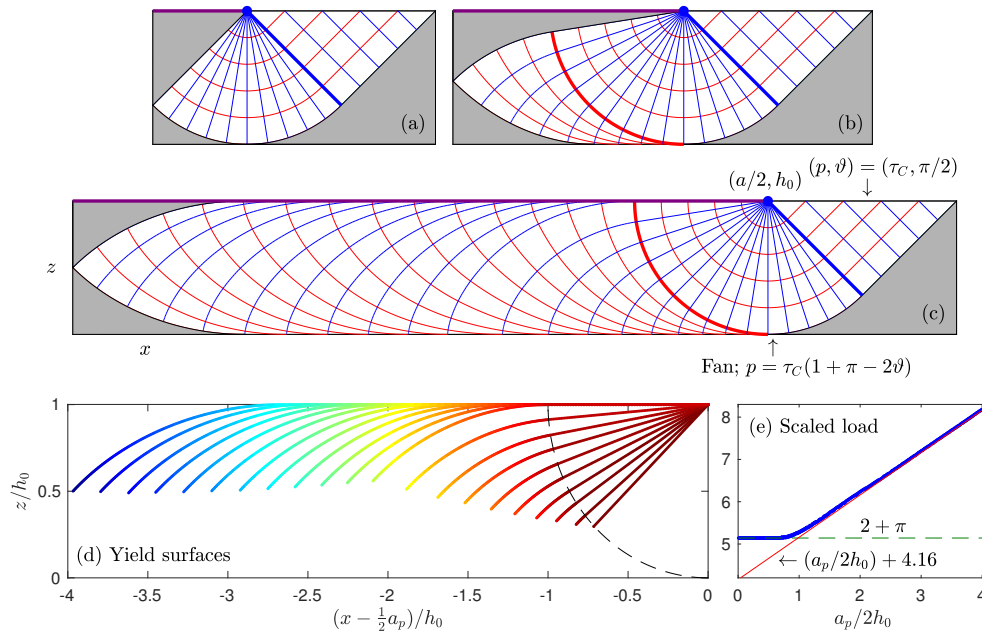 (a)
(b)
(p, ϑ) = (τ_C, π/2)
(a/2, h_0)
↓
z
(c)
x
↑
Fan; p = τ_C(1 + π − 2ϑ)
1
0.5
0
z/h_0
(d) Yield surfaces
-4 -3.5 -3 -2.5 -2 -1.5 -1 -0.5 0
(x − ½a_p)/h_0
8
7
6
5
(e) Scaled load
2 + π
← (a_p/2h_0) + 4.16
0 1 2 3 4
a_p/2h_0